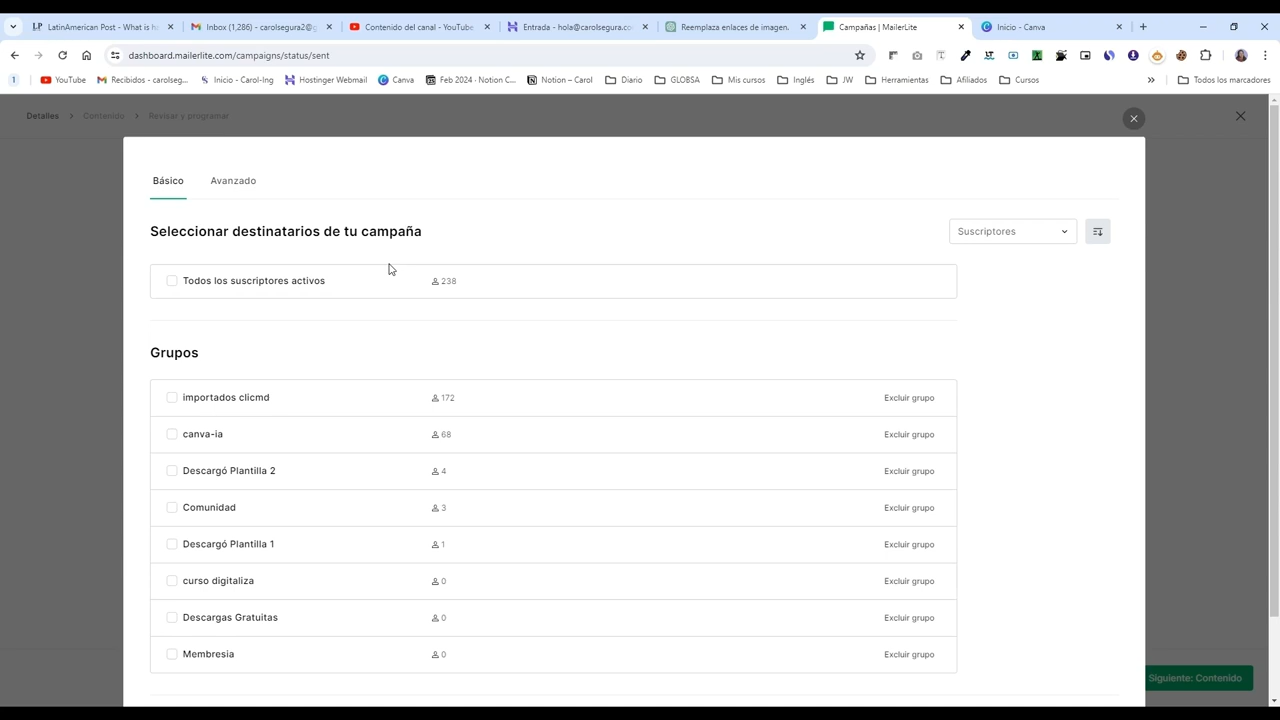 LatinAmerican Post - What is h
Inbox (1,286) - carolsegura2@g
Contenido del canal - YouTube
Entrada - hola@carolsegura.co
Reemplaza enlaces de imagen.
Campañas | MailerLite
Inicio - Canva
dashboard.mailerlite.com/campaigns/status/sent
1
YouTube
Recibidos - carolseg...
Inicio - Carol-Ing
Hostinger Webmail
Canva
Feb 2024 - Notion C...
Notion – Carol
Diario
GLOBSA
Mis cursos
Inglés
JW
Herramientas
Afiliados
Cursos
Todos los marcadores
Detalles
Contenido
Revisar y programar
Básico
Avanzado
Seleccionar destinatarios de tu campaña
Suscriptores
Todos los suscriptores activos 238
Grupos
importados clicmd 172 Excluir grupo
canva-ia 68 Excluir grupo
Descargó Plantilla 2 4 Excluir grupo
Comunidad 3 Excluir grupo
Descargó Plantilla 1 1 Excluir grupo
curso digitaliza 0 Excluir grupo
Descargas Gratuitas 0 Excluir grupo
Membresia 0 Excluir grupo
Siguiente: Contenido